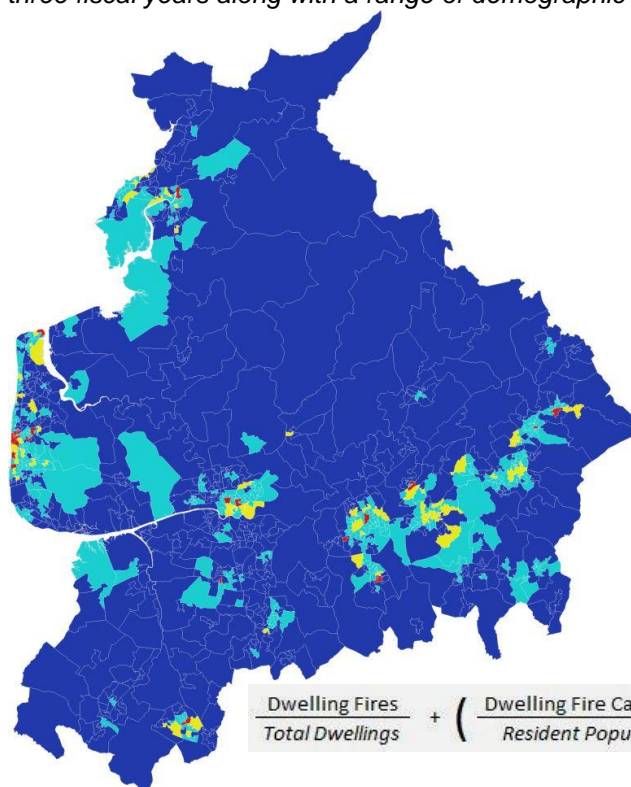 three fiscal years along with a range of demographic
Dwelling Fires
Total Dwellings
+ (
Dwelling Fire Ca
Resident Popu